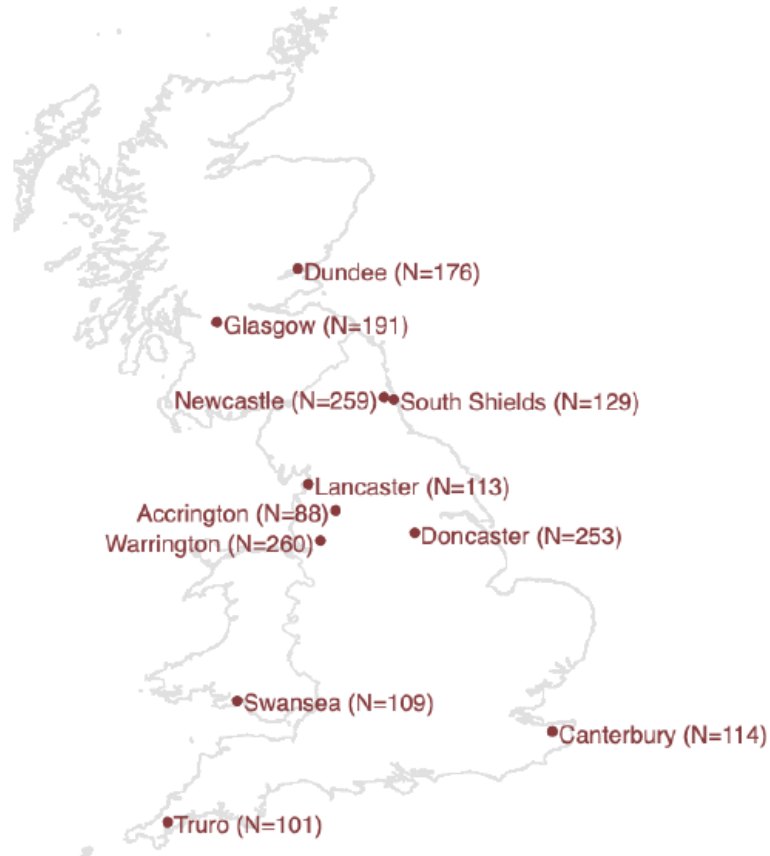 Dundee (N=176)
Glasgow (N=191)
Newcastle (N=259)
South Shields (N=129)
Lancaster (N=113)
Accrington (N=88)
Doncaster (N=253)
Warrington (N=260)
Swansea (N=109)
Canterbury (N=114)
Truro (N=101)